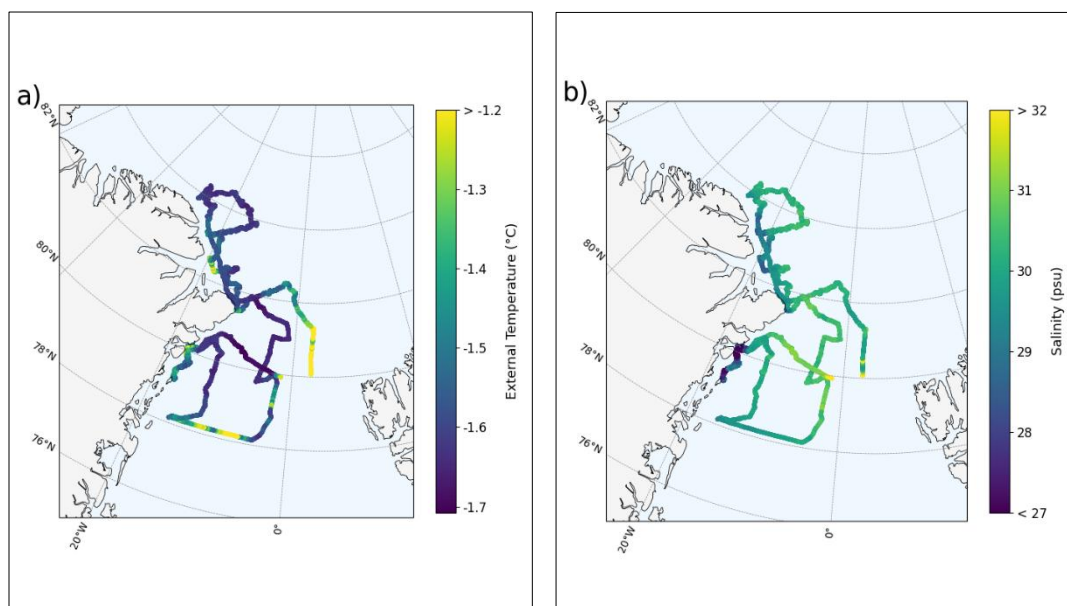 a)
82°N
80°N
78°N
76°N
20°W
0°
> -1.2
-1.3
-1.4
-1.5
-1.6
-1.7
External Temperature (°C)
b)
82°N
80°N
78°N
76°N
20°W
0°
> 32
31
30
29
28
< 27
Salinity (psu)